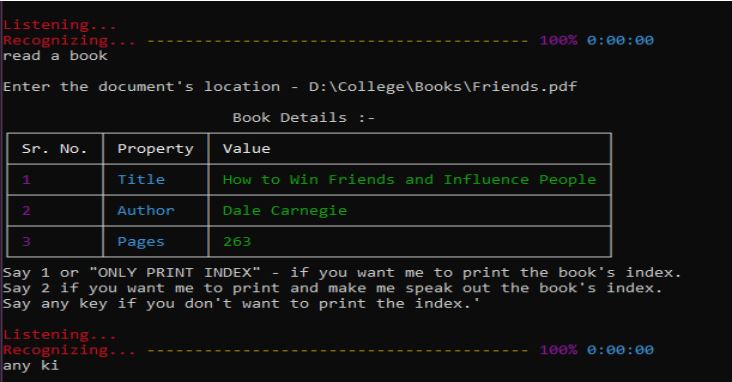 Listening...
Recognizing... ---------------------------------------- 100% 0:00:00
read a book
Enter the document's location - D:\College\Books\Friends.pdf
Book Details :-
Sr. No. Property Value
1 Title How to Win Friends and Influence People
2 Author Dale Carnegie
3 Pages 263
Say 1 or "ONLY PRINT INDEX" - if you want me to print the book's index.
Say 2 if you want me to print and make me speak out the book's index.
Say any key if you don't want to print the index.'
Listening...
Recognizing... ---------------------------------------- 100% 0:00:00
any ki